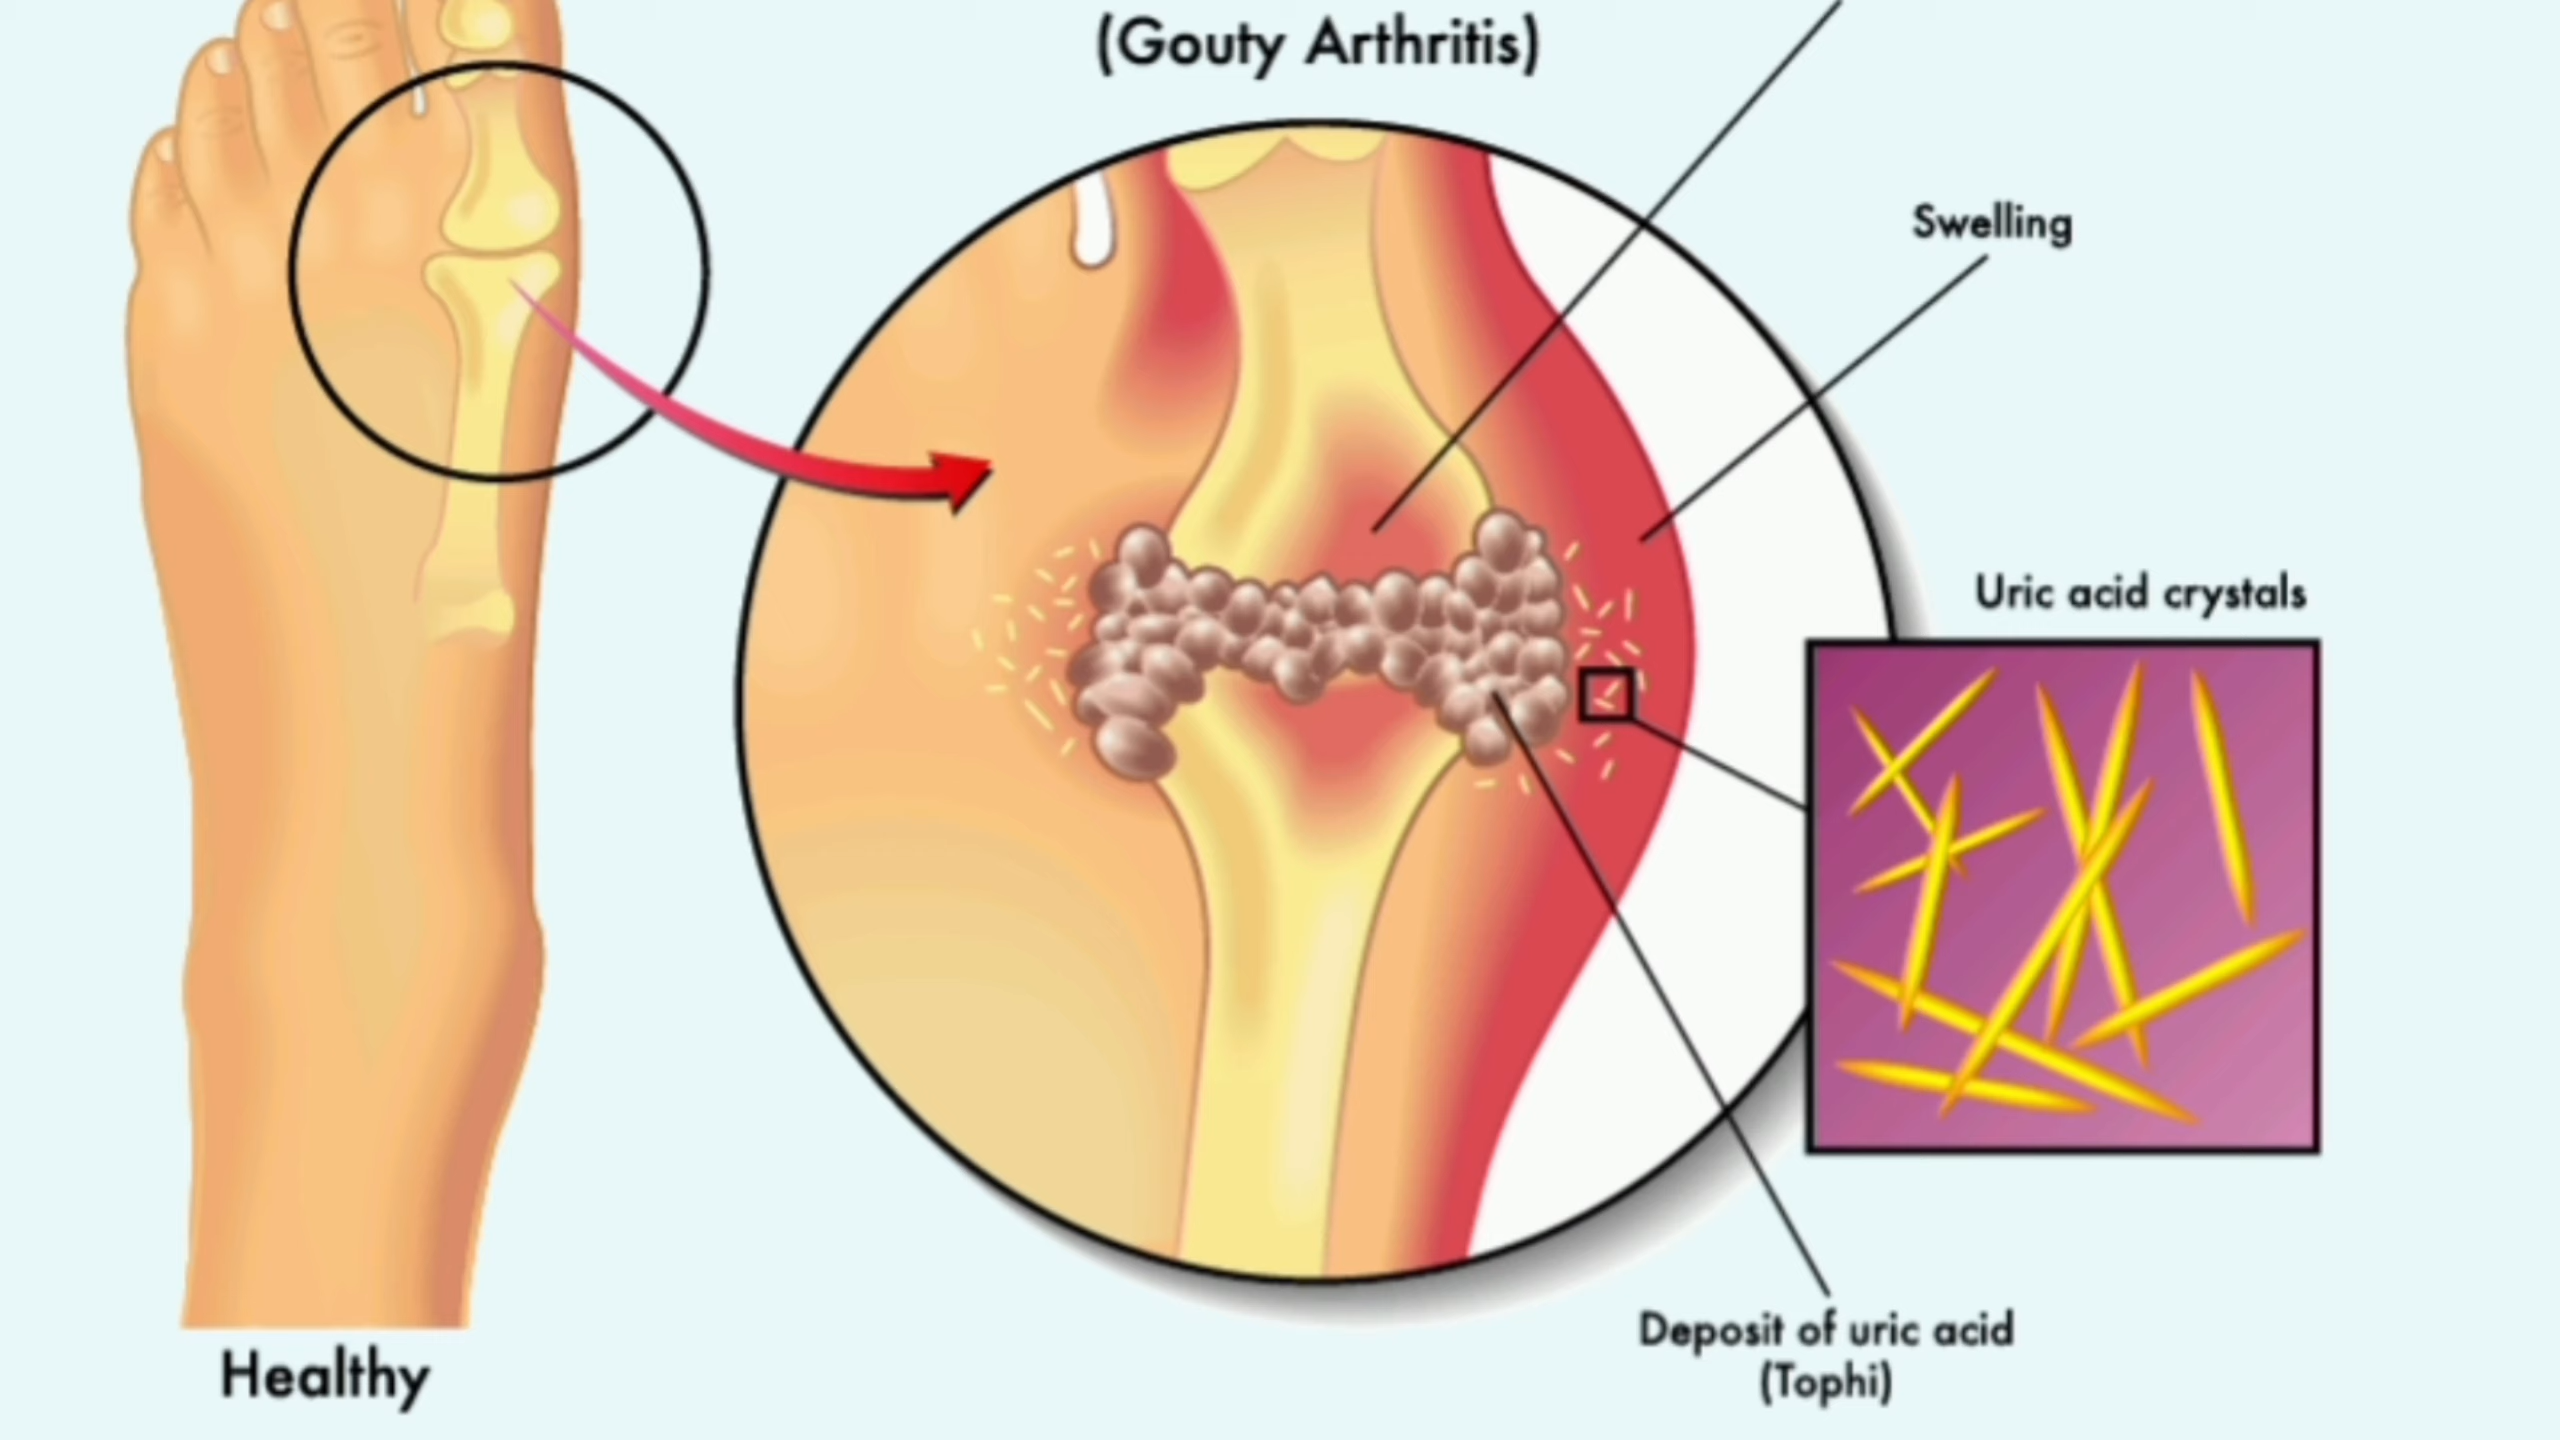 (Gouty Arthritis)
Swelling
Uric acid crystals
Deposit of uric acid
(Tophi)
Healthy